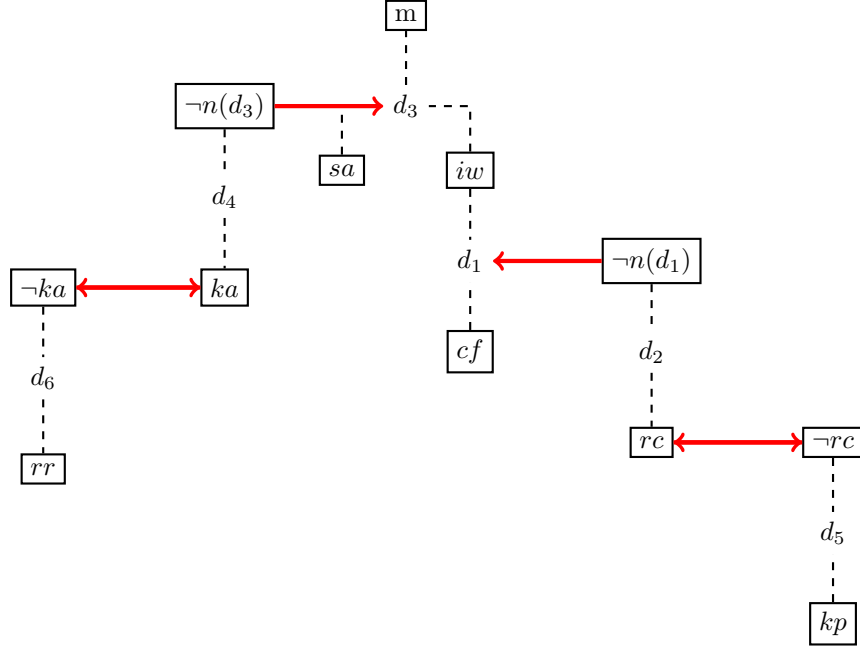 m
¬n(d₃)
d₃
sa
iw
d₄
d₁
¬n(d₁)
¬ka
ka
cf
d₂
d₆
rc
¬rc
rr
d₅
kp